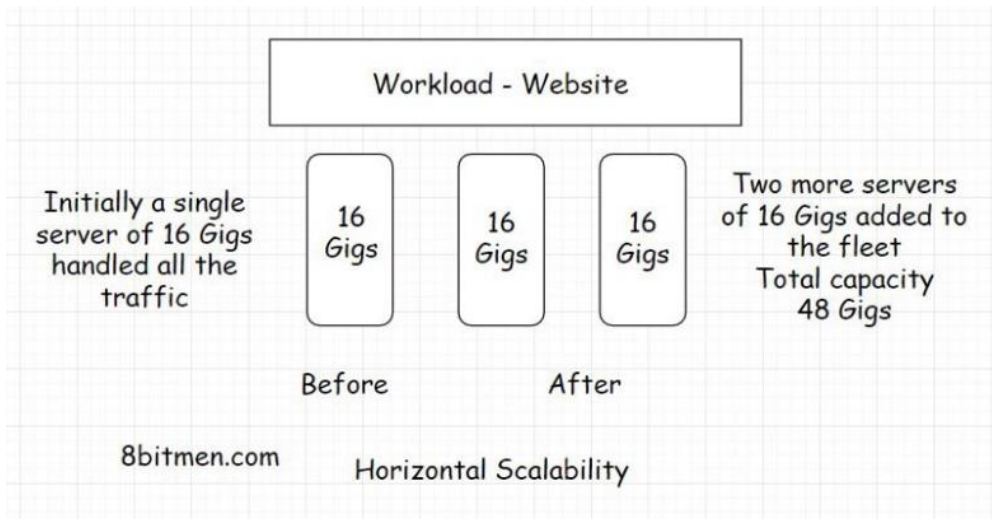 Workload - Website
Initially a single
server of 16 Gigs
handled all the
traffic
16
Gigs
16
Gigs
16
Gigs
Two more servers
of 16 Gigs added to
the fleet
Total capacity
48 Gigs
Before
After
8bitmen.com
Horizontal Scalability